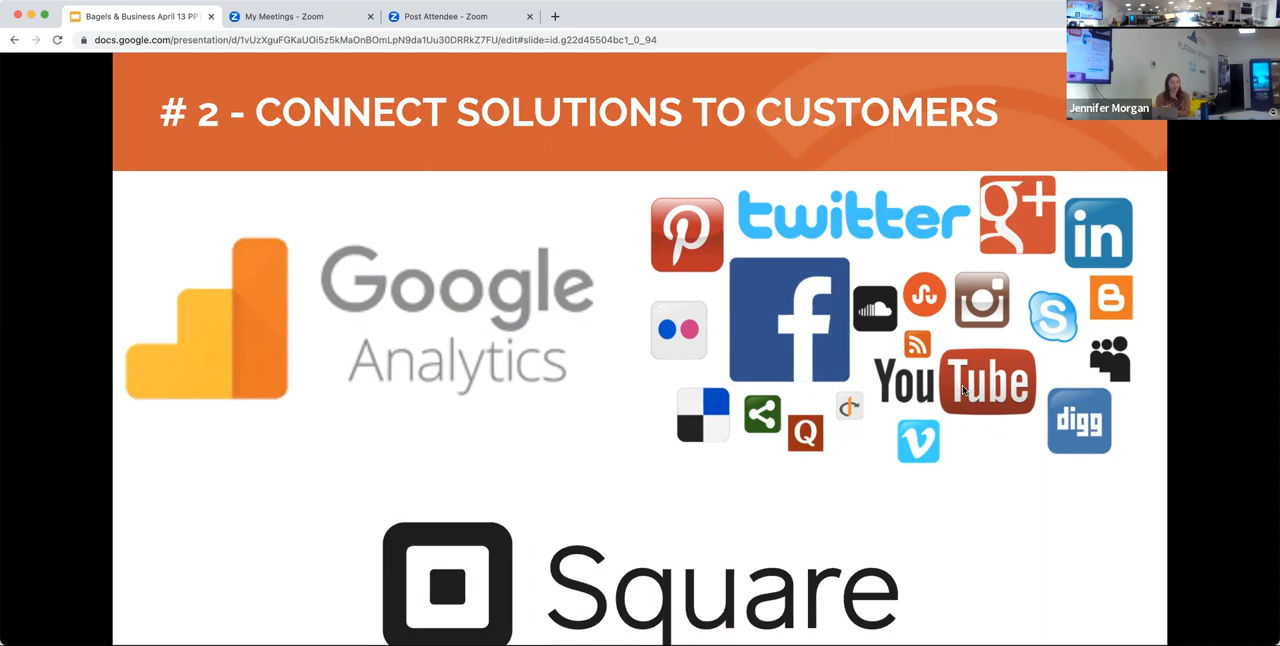 Bagels & Business April 13 PPT
My Meetings - Zoom
Post Attendee - Zoom
docs.google.com/presentation/d/1vUzXguFGKaUOi5z5kMaOnBOmLpN9da1Uu30DRRkZ7FU/edit#slide=id.g22d45504bc1_0_94
Jennifer Morgan
# 2 - CONNECT SOLUTIONS TO CUSTOMERS
Google
Analytics
twitter
g+
in
f
S
B
You Tube
Q
digg
Square